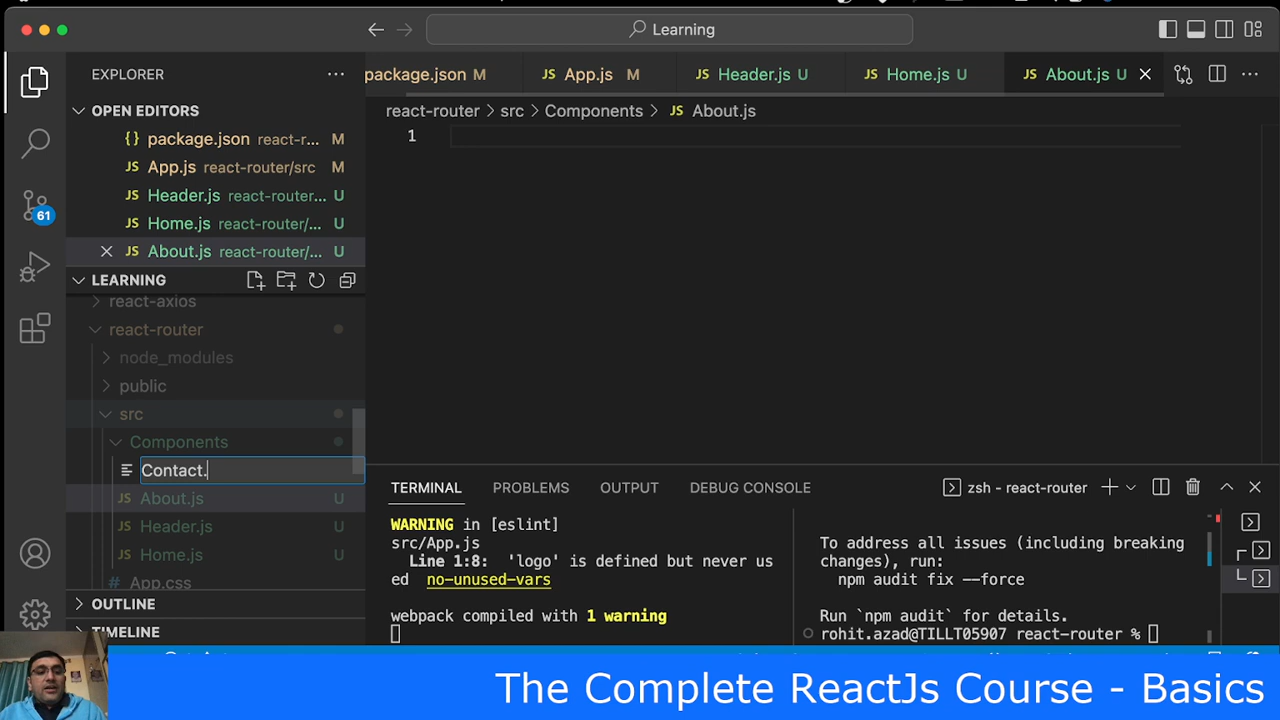 Learning
EXPLORER
OPEN EDITORS
package.json react-r... M
App.js react-router/src M
Header.js react-router... U
Home.js react-router/... U
About.js react-router/... U
LEARNING
react-axios
react-router
node_modules
public
src
Components
Contact.
About.js U
Header.js U
Home.js U
App.css
OUTLINE
TIMELINE
61
package.json M
JS App.js M
JS Header.js U
JS Home.js U
JS About.js U
react-router > src > Components > JS About.js
1
TERMINAL PROBLEMS OUTPUT DEBUG CONSOLE
zsh - react-router
WARNING in [eslint]
src/App.js
Line 1:8: 'logo' is defined but never us
ed no-unused-vars
webpack compiled with 1 warning
To address all issues (including breaking
changes), run:
npm audit fix --force
Run `npm audit` for details.
rohit.azad@TILLT05907 react-router %
The Complete ReactJs Course - Basics